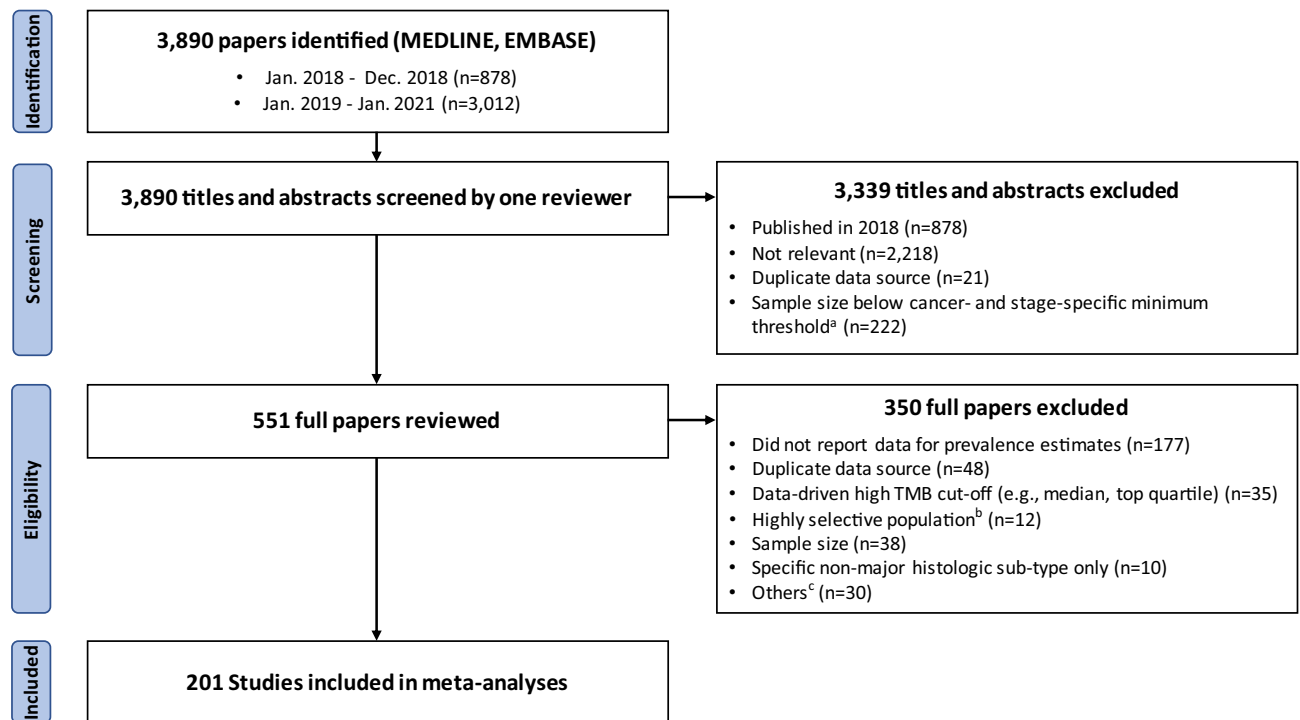 Identification
3,890 papers identified (MEDLINE, EMBASE)
• Jan. 2018 - Dec. 2018 (n=878)
• Jan. 2019 - Jan. 2021 (n=3,012)
Screening
3,890 titles and abstracts screened by one reviewer
3,339 titles and abstracts excluded
• Published in 2018 (n=878)
• Not relevant (n=2,218)
• Duplicate data source (n=21)
• Sample size below cancer- and stage-specific minimum
thresholdᵃ (n=222)
Eligibility
551 full papers reviewed
350 full papers excluded
• Did not report data for prevalence estimates (n=177)
• Duplicate data source (n=48)
• Data-driven high TMB cut-off (e.g., median, top quartile) (n=35)
• Highly selective populationᵇ (n=12)
• Sample size (n=38)
• Specific non-major histologic sub-type only (n=10)
• Othersᶜ (n=30)
Included
201 Studies included in meta-analyses